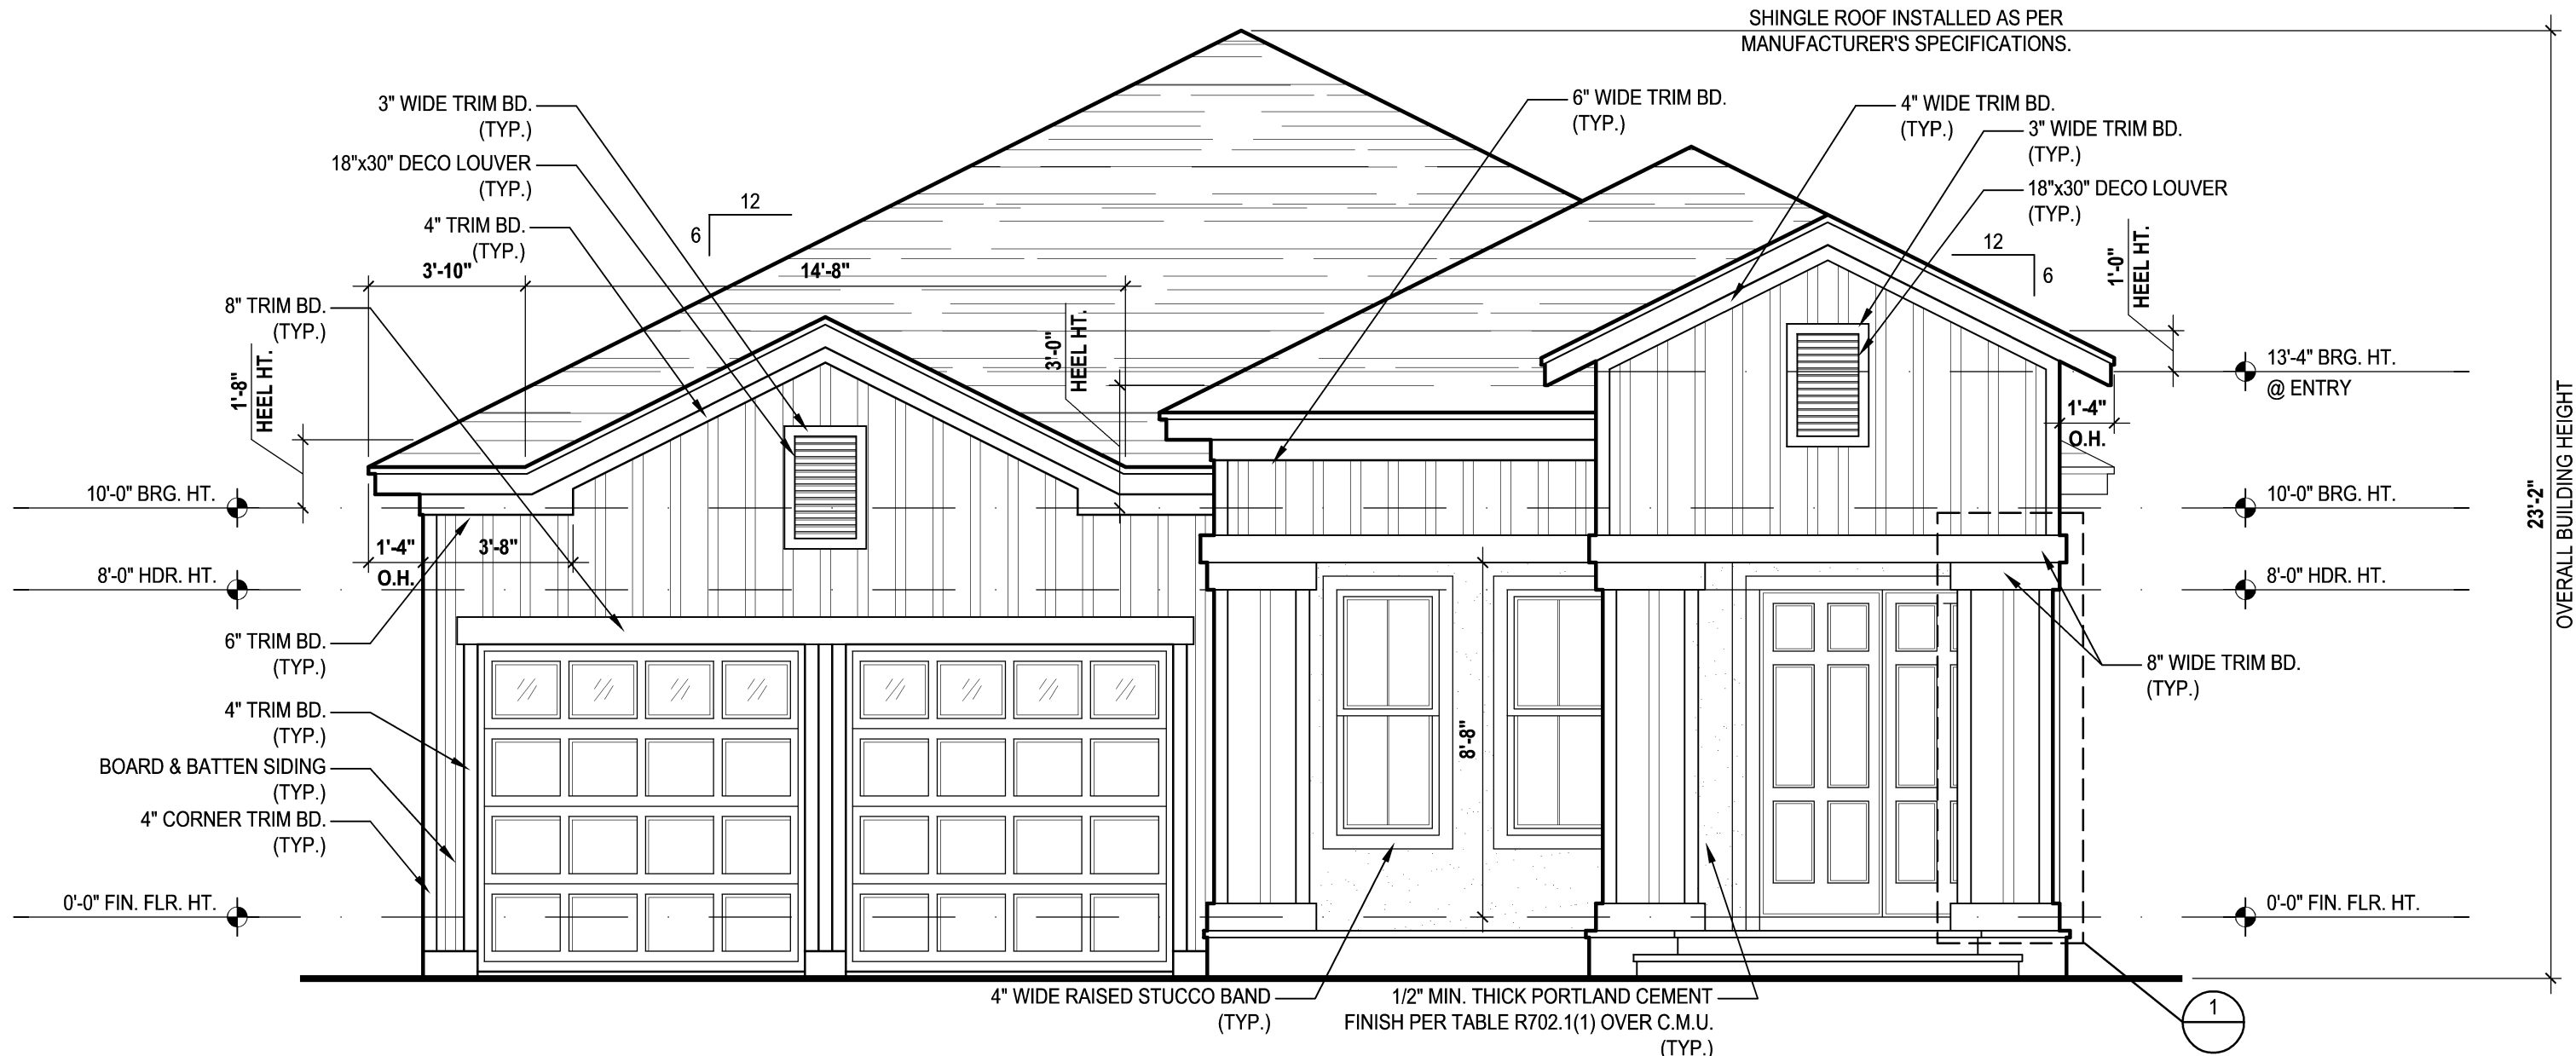 SHINGLE ROOF INSTALLED AS PER
MANUFACTURER'S SPECIFICATIONS.
3" WIDE TRIM BD.
(TYP.)
18"x30" DECO LOUVER
(TYP.)
4" TRIM BD.
(TYP.)
3'-10"
14'-8"
12
6
8" TRIM BD.
(TYP.)
1'-8"
HEEL HT.
3'-0"
HEEL HT.
6" WIDE TRIM BD.
(TYP.)
4" WIDE TRIM BD.
(TYP.)
3" WIDE TRIM BD.
(TYP.)
18"x30" DECO LOUVER
(TYP.)
12
6
1'-0"
HEEL HT.
13'-4" BRG. HT.
@ ENTRY
1'-4"
O.H.
10'-0" BRG. HT.
10'-0" BRG. HT.
1'-4"
O.H.
3'-8"
8'-0" HDR. HT.
8'-0" HDR. HT.
23'-2"
OVERALL BUILDING HEIGHT
6" TRIM BD.
(TYP.)
8" WIDE TRIM BD.
(TYP.)
4" TRIM BD.
(TYP.)
8'-8"
BOARD & BATTEN SIDING
(TYP.)
4" CORNER TRIM BD.
(TYP.)
0'-0" FIN. FLR. HT.
0'-0" FIN. FLR. HT.
4" WIDE RAISED STUCCO BAND
(TYP.)
1/2" MIN. THICK PORTLAND CEMENT
FINISH PER TABLE R702.1(1) OVER C.M.U.
(TYP.)
1